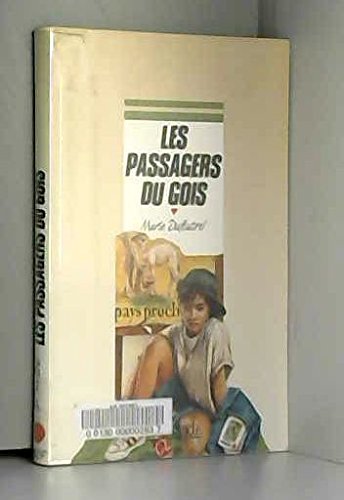 LES
PASSAGERS
DU GOIS
Marie Dufeutrel
pays proch
LES PASSAGERS DU GOIS